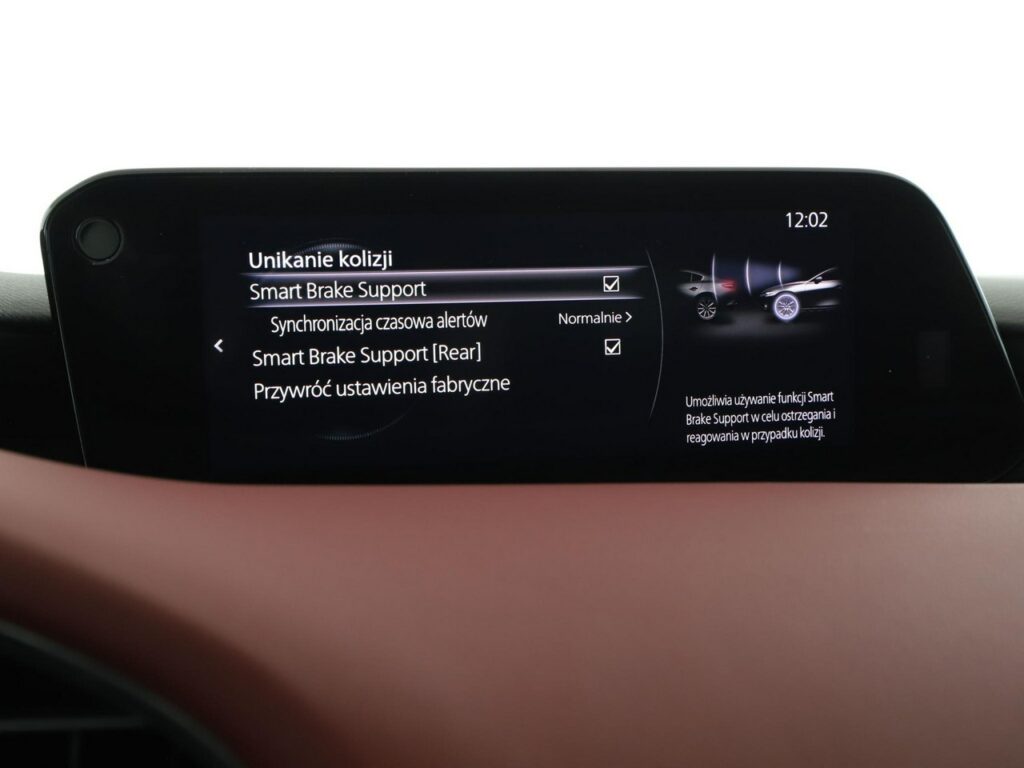 12:02
Unikanie kolizji
Smart Brake Support
Synchronizacja czasowa alertów Normalnie >
Smart Brake Support [Rear]
Przywróć ustawienia fabryczne
Umożliwia używanie funkcji Smart
Brake Support w celu ostrzegania i
reagowania w przypadku kolizji.